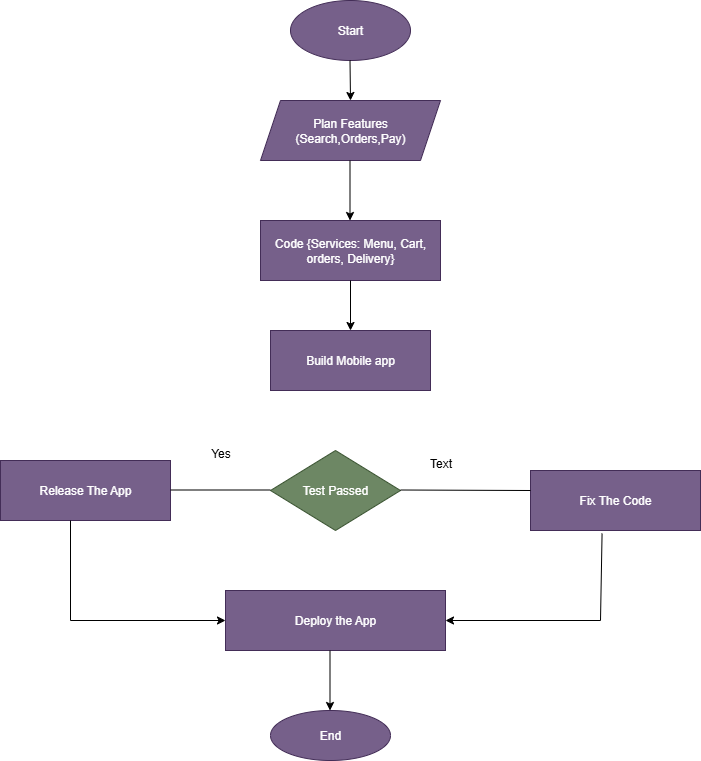 Start
Plan Features
(Search,Orders,Pay)
Code {Services: Menu, Cart,
orders, Delivery}
Build Mobile app
Yes
Text
Release The App
Test Passed
Fix The Code
Deploy the App
End